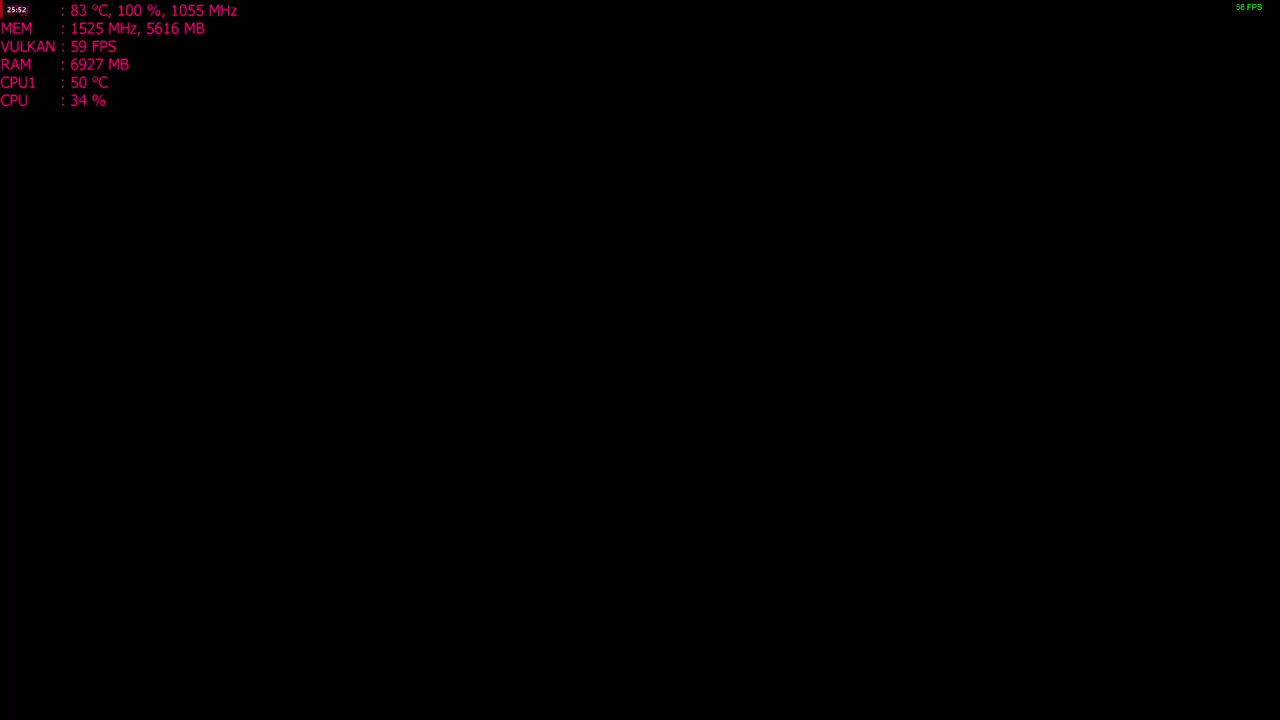 25:52 : 83 °C, 100 %, 1055 MHz
58 FPS
MEM : 1525 MHz, 5616 MB
VULKAN : 59 FPS
RAM : 6927 MB
CPU1 : 50 °C
CPU : 34 %